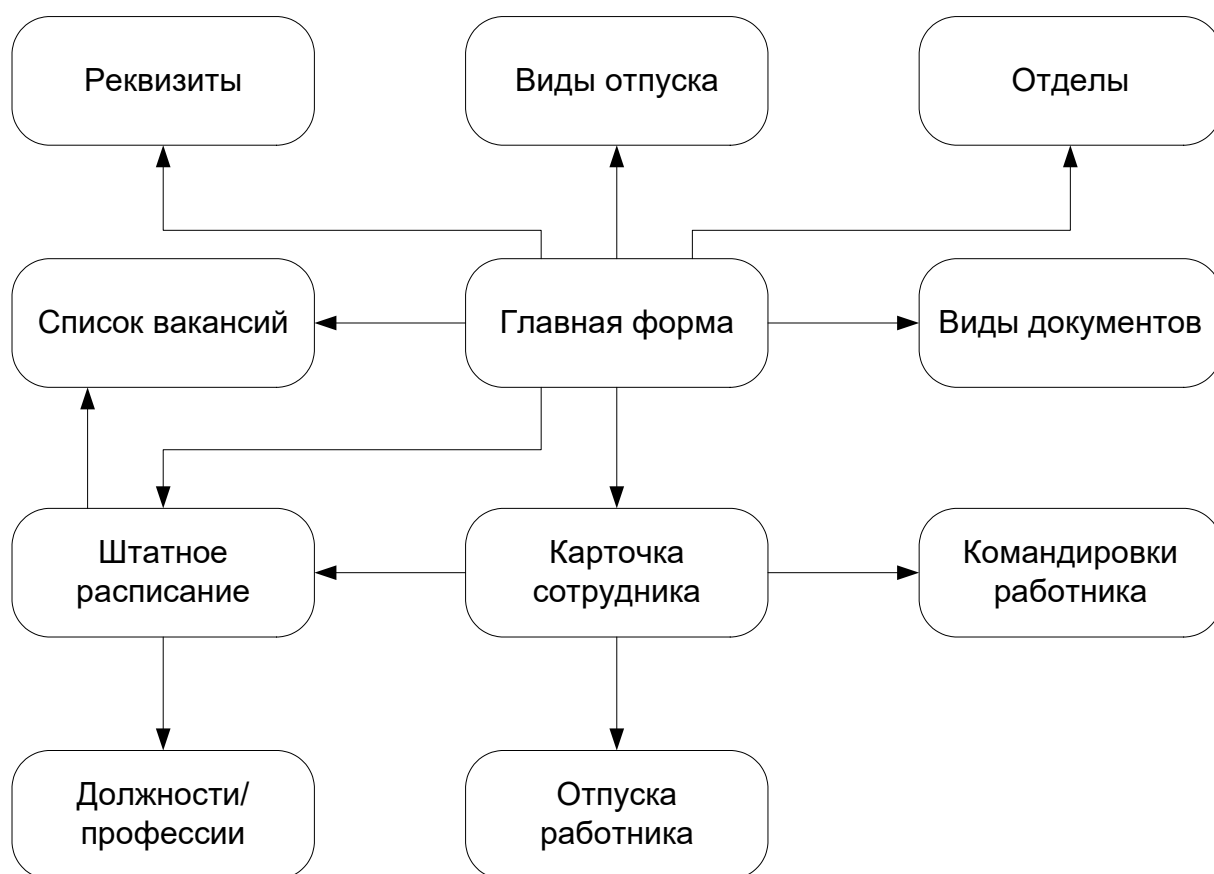 Реквизиты
Виды отпуска
Отделы
Список вакансий
Главная форма
Виды документов
Штатное
расписание
Карточка
сотрудника
Командировки
работника
Должности/
профессии
Отпуска
работника